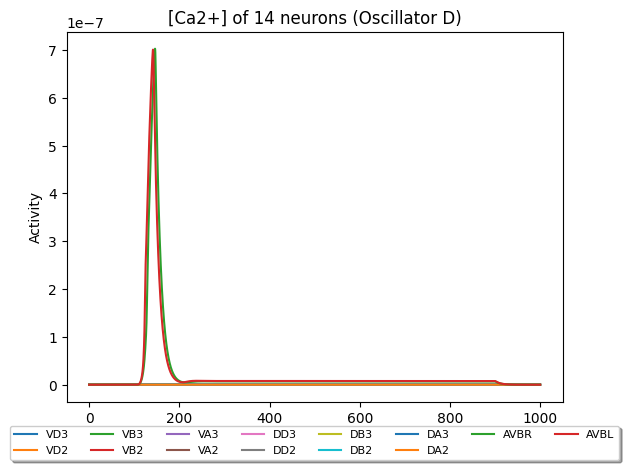 [Ca2+] of 14 neurons (Oscillator D)
1e−7
7
6
5
4
3
2
1
0
Activity
0 200 400 600 800 1000
VD3 VB3 VA3 DD3 DB3 DA3 AVBR AVBL
VD2 VB2 VA2 DD2 DB2 DA2